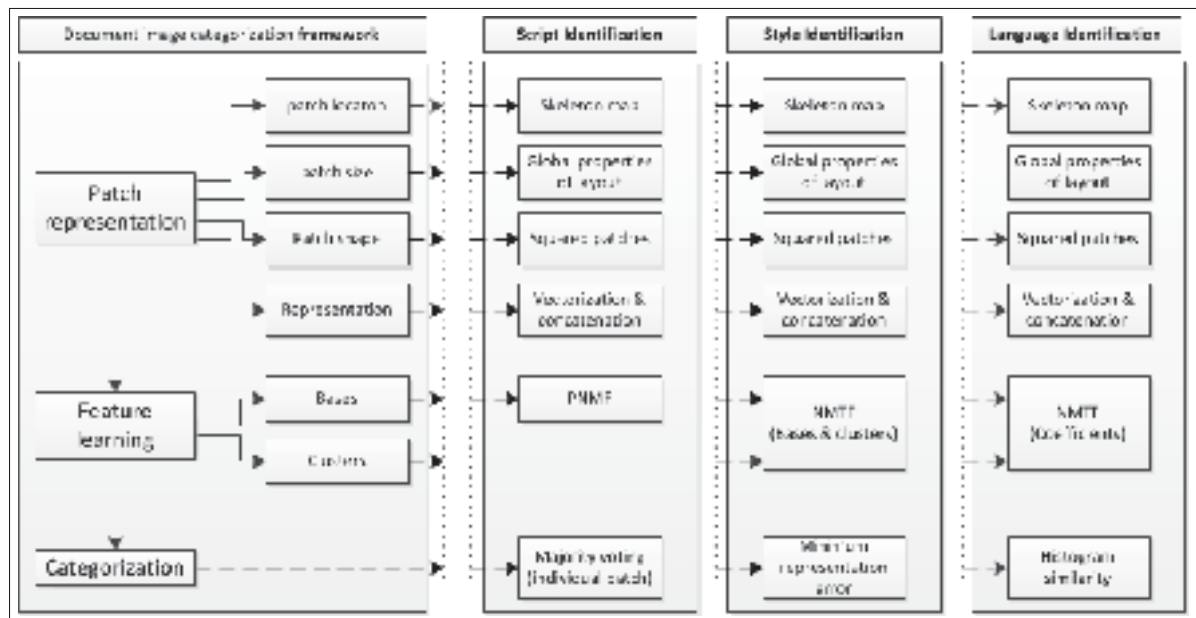 Document image categorization framework
Script Identification
Style Identification
Language Identification
patch location
Skeleton map
Skeleton map
Skeleton map
Patch
representation
patch size
Global properties
of layout
Global properties
of layout
Global properties
of layout
Patch shape
Squared patches
Squared patches
Squared patches
Representation
Vectorization &
concatenation
Vectorization &
concatenation
Vectorization &
concatenation
Feature
learning
Bases
PNMF
Clusters
NMTF
(Bases & clusters)
NMTF
(Coefficients)
Categorization
Majority voting
(individual patch)
Minimum
representation
error
Histogram
similarity